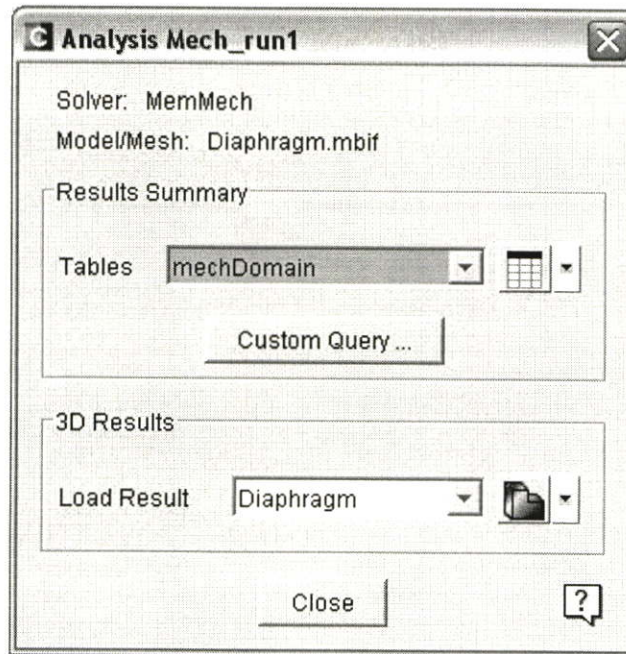 C Analysis Mech_run1
Solver: MemMech
Model/Mesh: Diaphragm.mbif
Results Summary
Tables mechDomain
Custom Query ...
3D Results
Load Result Diaphragm
Close ?